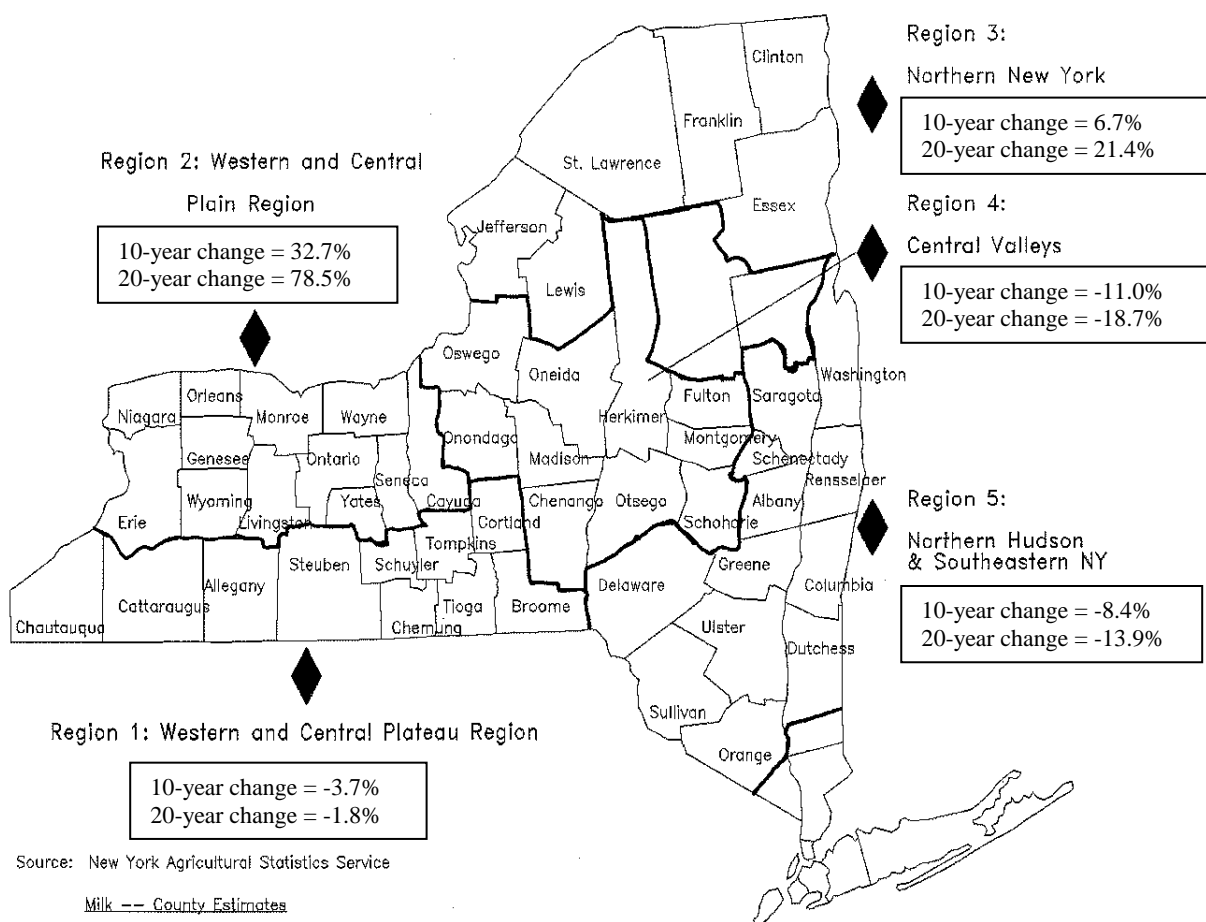 Region 3:
Northern New York
10-year change = 6.7%
20-year change = 21.4%
Region 4:
Central Valleys
10-year change = -11.0%
20-year change = -18.7%
Region 2: Western and Central
Plain Region
10-year change = 32.7%
20-year change = 78.5%
Region 5:
Northern Hudson
& Southeastern NY
10-year change = -8.4%
20-year change = -13.9%
Clinton
Franklin
St. Lawrence
Essex
Jefferson
Lewis
Oswego
Oneida
Herkimer
Fulton
Saratoga
Washington
Niagara
Orleans
Monroe
Wayne
Onondaga
Madison
Montgomery
Schenectady
Rensselaer
Genesee
Ontario
Seneca
Cayuga
Chenango
Otsego
Schoharie
Albany
Erie
Wyoming
Livingston
Yates
Cortland
Tompkins
Schuyler
Steuben
Allegany
Cattaraugus
Chautauqua
Chemung
Tioga
Broome
Delaware
Greene
Columbia
Ulster
Dutchess
Sullivan
Orange
Region 1: Western and Central Plateau Region
10-year change = -3.7%
20-year change = -1.8%
Source: New York Agricultural Statistics Service
Milk -- County Estimates